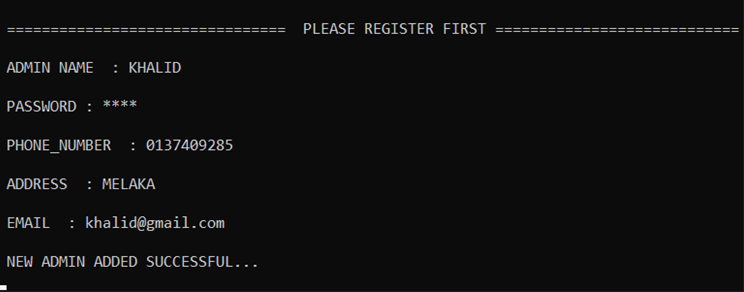 ================================  PLEASE REGISTER FIRST ============================
ADMIN NAME  : KHALID
PASSWORD : ****
PHONE_NUMBER  : 0137409285
ADDRESS  : MELAKA
EMAIL  : khalid@gmail.com
NEW ADMIN ADDED SUCCESSFUL...